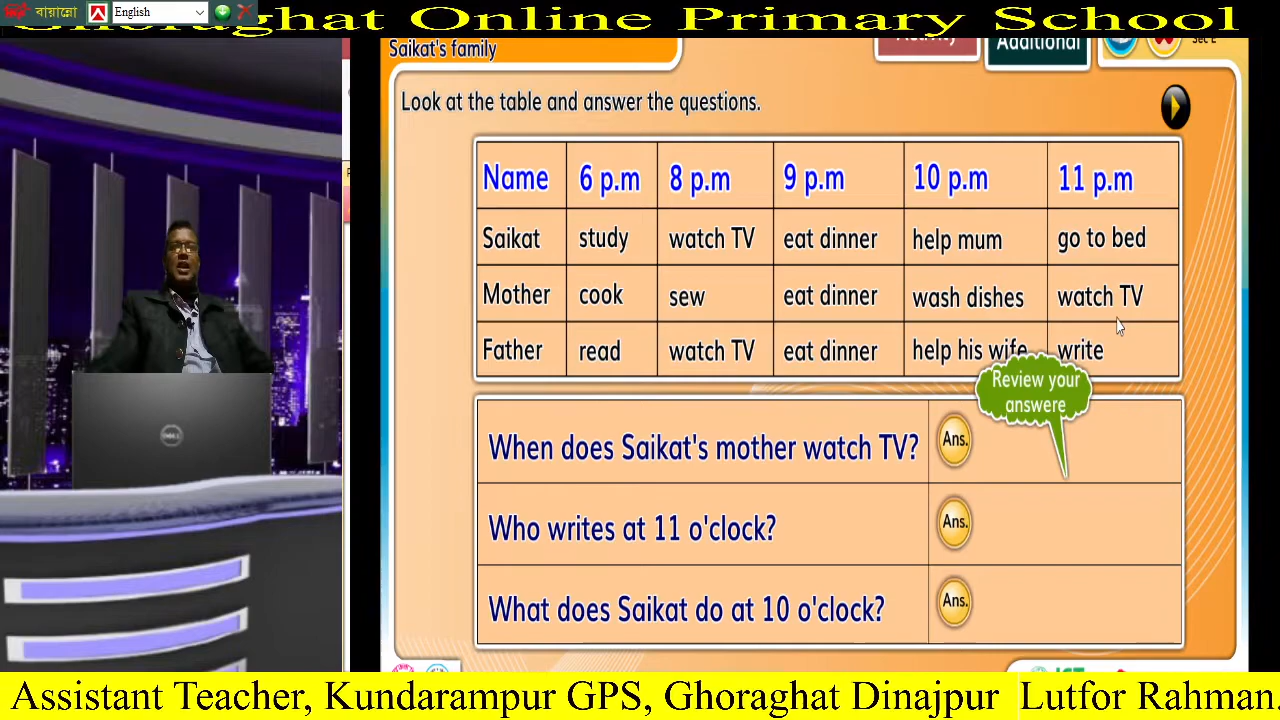 বায়ান্নো English
Ghoraghat Online Primary School
Saikat's family
Activity Additional
Look at the table and answer the questions.
Name 6 p.m 8 p.m 9 p.m 10 p.m 11 p.m
Saikat study watch TV eat dinner help mum go to bed
Mother cook sew eat dinner wash dishes watch TV
Father read watch TV eat dinner help his wife write
Review your
answere
When does Saikat's mother watch TV? Ans.
Who writes at 11 o'clock? Ans.
What does Saikat do at 10 o'clock? Ans.
DELL
Assistant Teacher, Kundarampur GPS, Ghoraghat Dinajpur Lutfor Rahman.